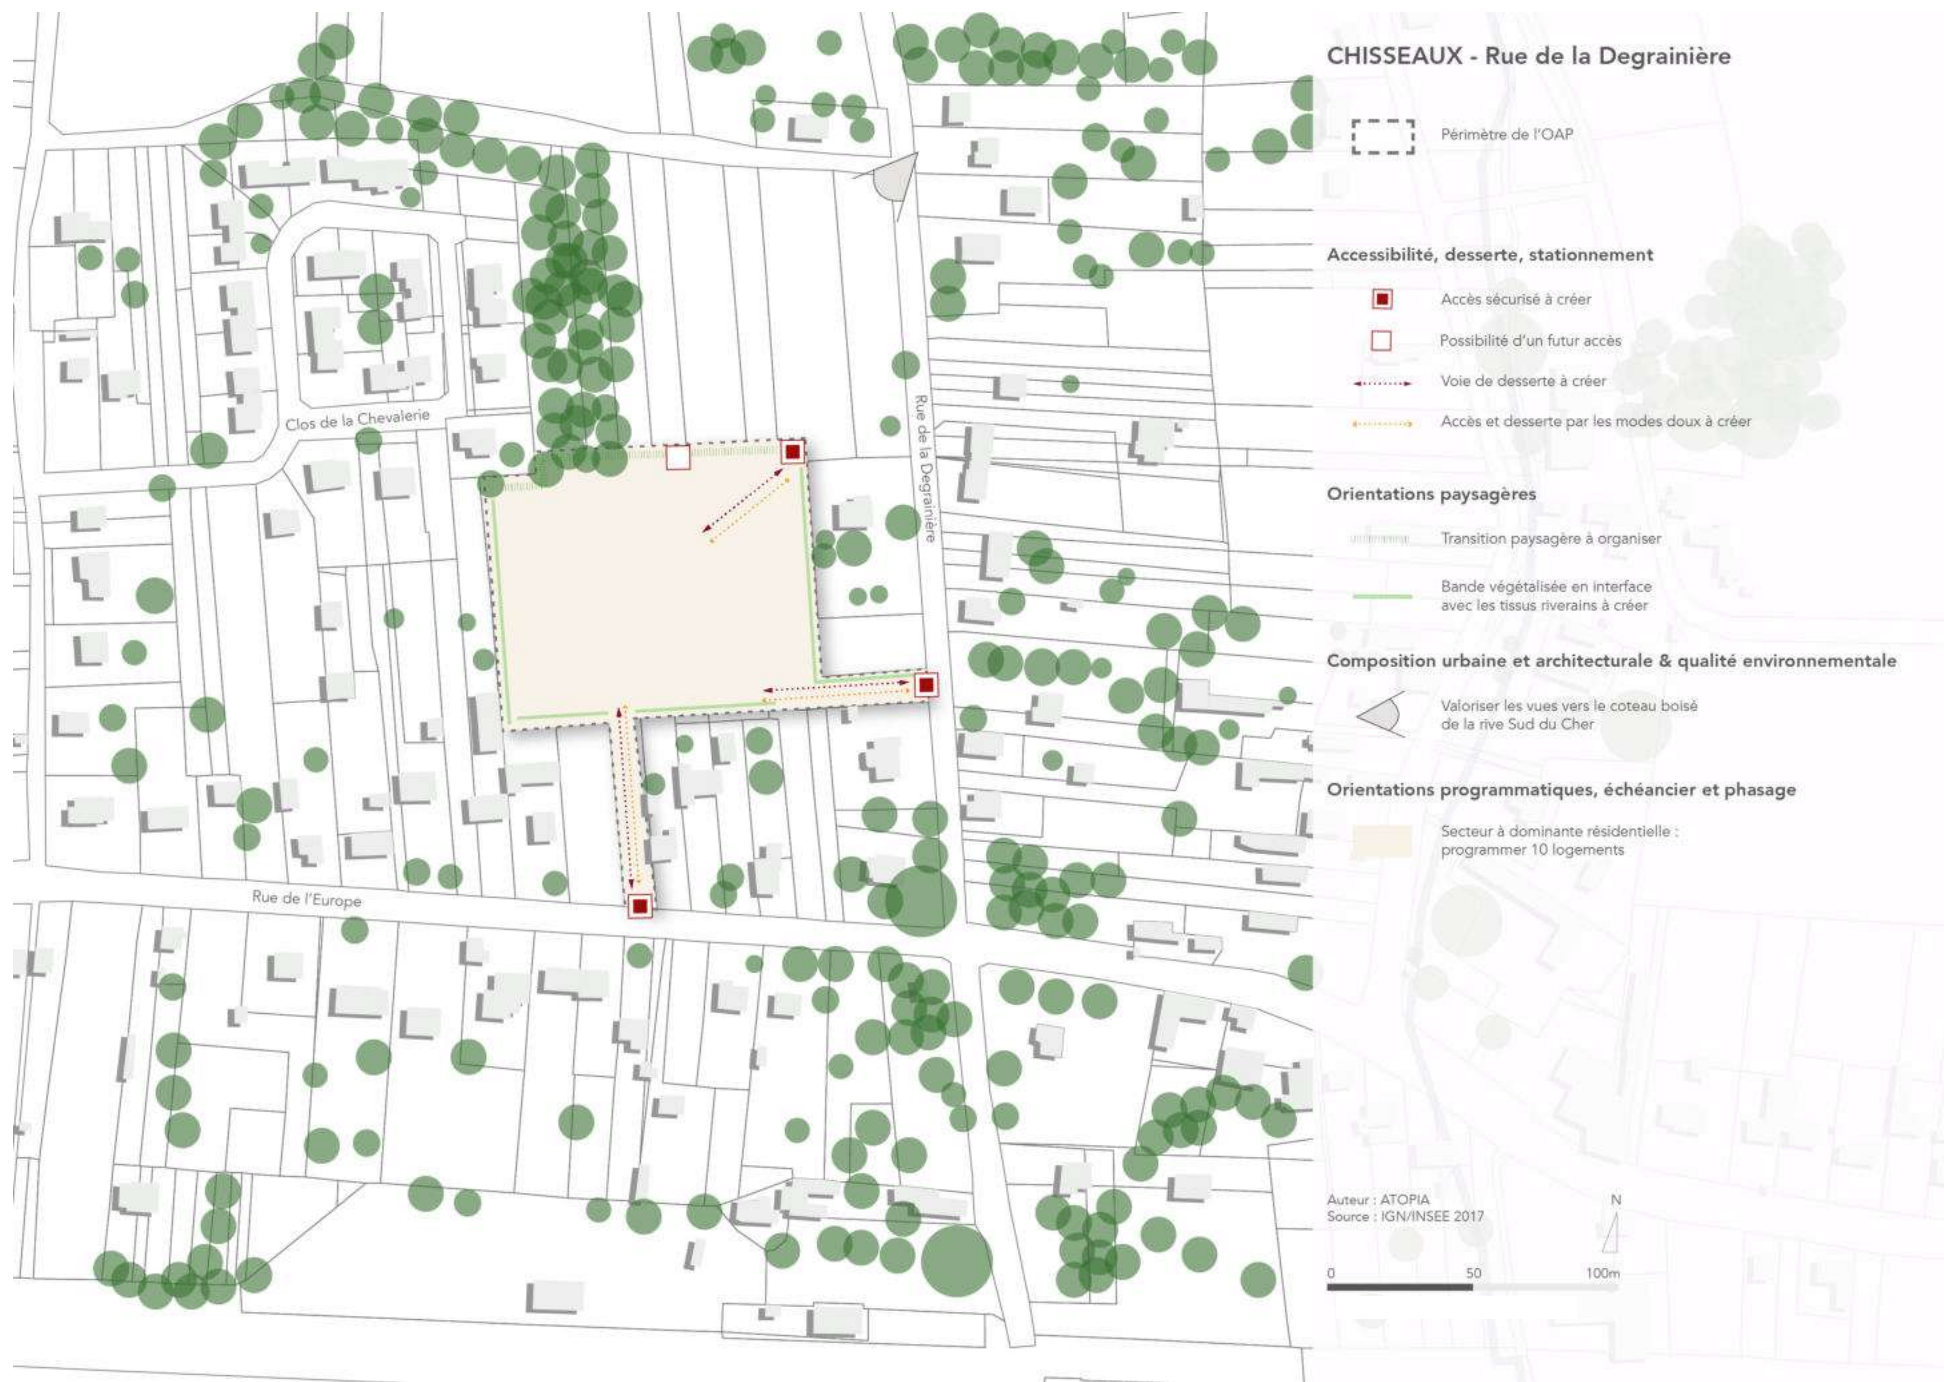 CHISSEAUX - Rue de la Degrainière
Périmètre de l'OAP
Accessibilité, desserte, stationnement
Accès sécurisé à créer
Possibilité d'un futur accès
Voie de desserte à créer
Accès et desserte par les modes doux à créer
Orientations paysagères
Transition paysagère à organiser
Bande végétalisée en interface
avec les tissus riverains à créer
Composition urbaine et architecturale & qualité environnementale
Valoriser les vues vers le coteau boisé
de la rive Sud du Cher
Orientations programmatiques, échéancier et phasage
Secteur à dominante résidentielle :
programmer 10 logements
Clos de la Chevalerie
Rue de la Degrainière
Rue de l'Europe
Auteur : ATOPIA
Source : IGN/INSEE 2017
N
0 50 100m